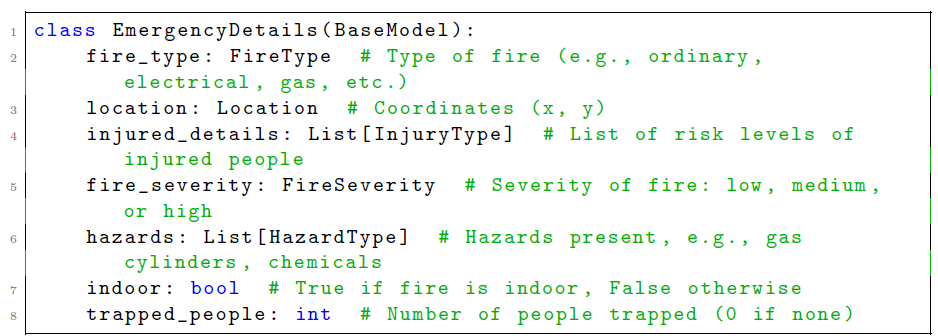 1 class EmergencyDetails(BaseModel):
2 fire_type: FireType # Type of fire (e.g., ordinary,
electrical, gas, etc.)
3 location: Location # Coordinates (x, y)
4 injured_details: List[InjuryType] # List of risk levels of
injured people
5 fire_severity: FireSeverity # Severity of fire: low, medium,
or high
6 hazards: List[HazardType] # Hazards present, e.g., gas
cylinders, chemicals
7 indoor: bool # True if fire is indoor, False otherwise
8 trapped_people: int # Number of people trapped (0 if none)